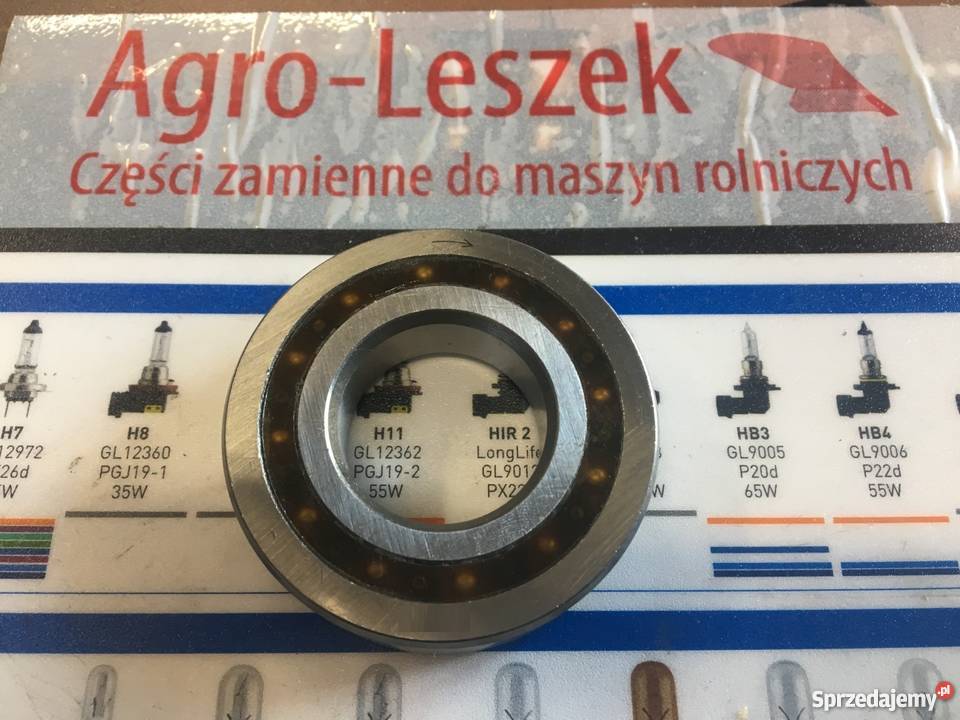 Agro-Leszek
Części zamienne do maszyn rolniczych
H7
H8
GL12360
PGJ19-1
35W
H11
GL12362
PGJ19-2
55W
HIR 2
HB3
GL9005
P20d
65W
HB4
GL9006
P22d
55W
Sprzedajemy.pl